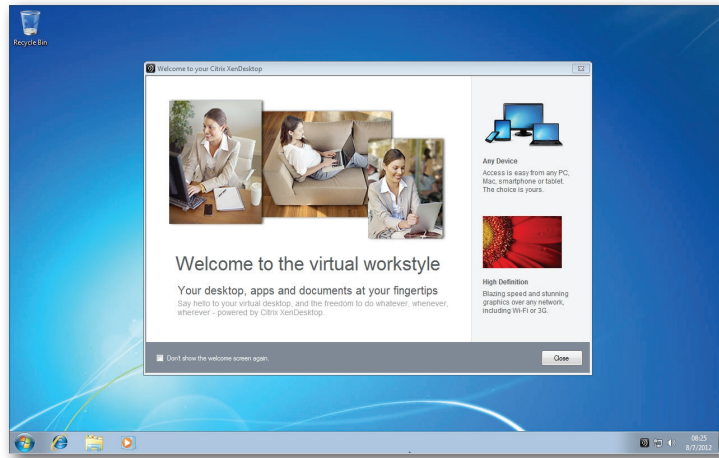 Recycle Bin
Welcome to your Citrix XenDesktop
Any Device
Access is easy from any PC,
Mac, smartphone or tablet.
The choice is yours.
Welcome to the virtual workstyle
Your desktop, apps and documents at your fingertips
Say hello to your virtual desktop, and the freedom to do whatever, whenever,
wherever - powered by Citrix XenDesktop.
High Definition
Blazing speed and stunning
graphics over any network,
including Wi-Fi or 3G.
Don't show the welcome screen again.
Close
08:25
8/7/2012